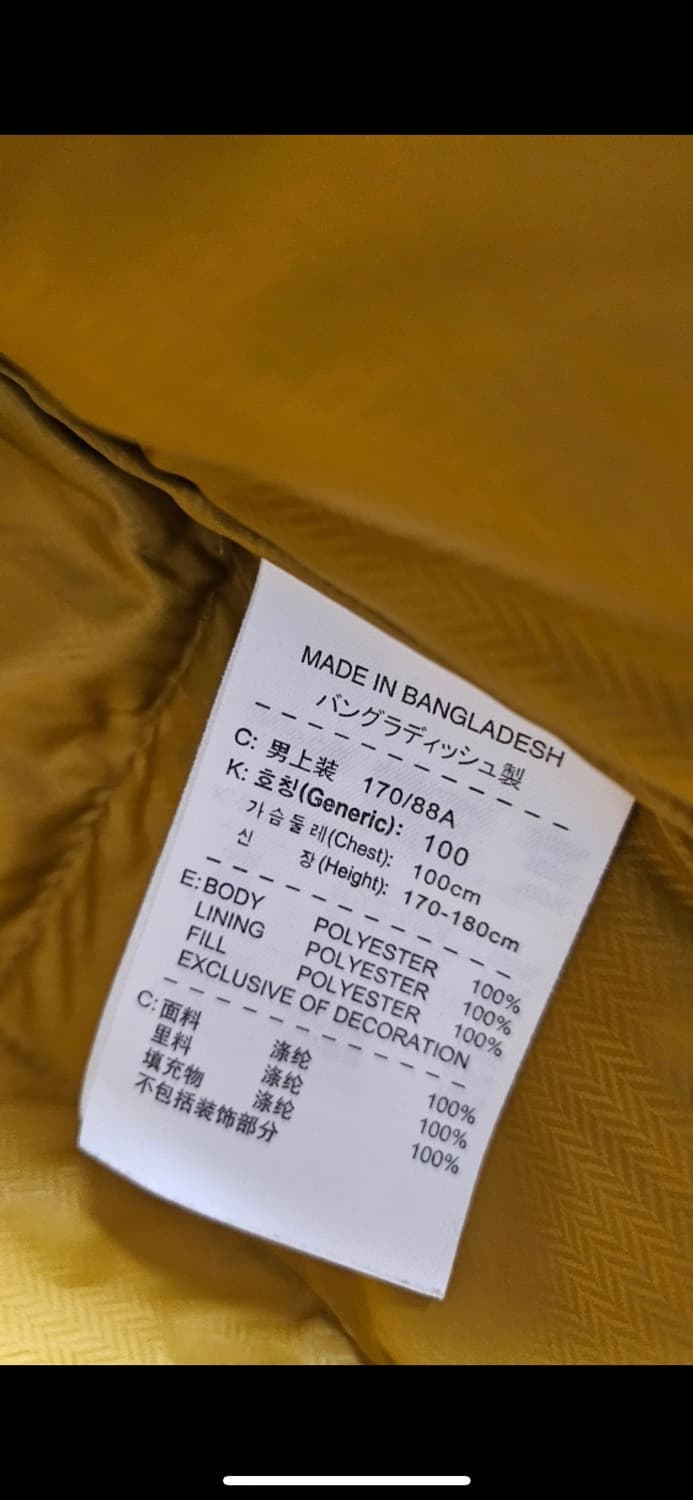 MADE IN BANGLADESH
バングラディッシュ製
C: 男上装 170/88A
K: 호칭(Generic): 100
가슴둘레(Chest): 100cm
신 장(Height): 170-180cm
E: BODY POLYESTER 100%
LINING POLYESTER 100%
FILL POLYESTER 100%
EXCLUSIVE OF DECORATION
C: 面料 涤纶 100%
里料 涤纶 100%
填充物 涤纶 100%
不包括装饰部分